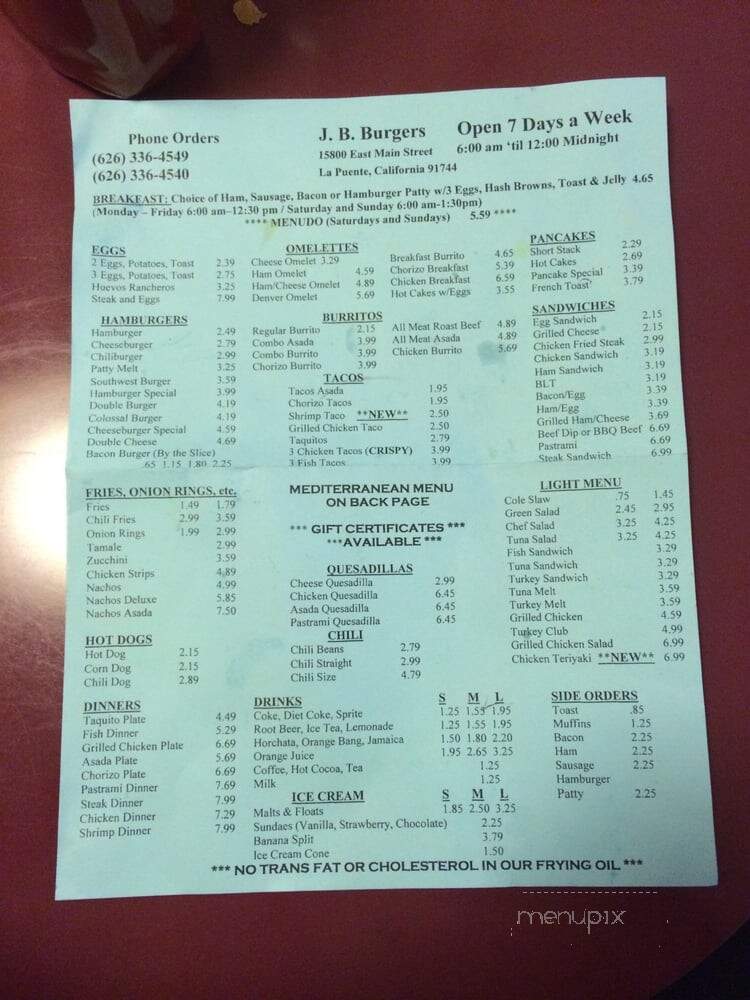 Phone Orders
(626) 336-4549
(626) 336-4540
J. B. Burgers
15800 East Main Street
La Puente, California 91744
Open 7 Days a Week
6:00 am ‘til 12:00 Midnight
BREAKFAST: Choice of Ham, Sausage, Bacon or Hamburger Patty w/3 Eggs, Hash Browns, Toast & Jelly 4.65
(Monday – Friday 6:00 am-12:30 pm / Saturday and Sunday 6:00 am-1:30pm)
**** MENUDO (Saturdays and Sundays) 5.59 ****
EGGS
2 Eggs, Potatoes, Toast 2.39
3 Eggs, Potatoes, Toast 2.75
Huevos Rancheros 3.25
Steak and Eggs 7.99
OMELETTES
Cheese Omelet 3.29
Ham Omelet 4.59
Ham/Cheese Omelet 4.89
Denver Omelet 5.69
Breakfast Burrito 4.65
Chorizo Breakfast 5.39
Chicken Breakfast 6.59
Hot Cakes w/Eggs 3.55
PANCAKES
Short Stack 2.29
Hot Cakes 2.69
Pancake Special 3.39
French Toast 3.79
HAMBURGERS
Hamburger 2.49
Cheeseburger 2.79
Chiliburger 2.99
Patty Melt 3.25
Southwest Burger 3.59
Hamburger Special 3.99
Double Burger 4.19
Colossal Burger 4.19
Cheeseburger Special 4.59
Double Cheese 4.69
Bacon Burger (By the Slice)
.65 1.15 1.80 2.25
BURRITOS
Regular Burrito 2.15
Combo Asada 3.99
Combo Burrito 3.99
Chorizo Burrito 3.99
All Meat Roast Beef 4.89
All Meat Asada 4.89
Chicken Burrito 5.69
TACOS
Tacos Asada 1.95
Chorizo Tacos 1.95
Shrimp Taco **NEW** 2.50
Grilled Chicken Taco 2.50
Taquitos 2.79
3 Chicken Tacos (CRISPY) 3.99
3 Fish Tacos 3.99
SANDWICHES
Egg Sandwich 2.15
Grilled Cheese 2.15
Chicken Fried Steak 2.99
Chicken Sandwich 3.19
Ham Sandwich 3.19
BLT 3.19
Bacon/Egg 3.39
Ham/Egg 3.39
Grilled Ham/Cheese 3.69
Beef Dip or BBQ Beef 6.69
Pastrami 6.69
Steak Sandwich 6.99
FRIES, ONION RINGS, etc.
Fries 1.49 1.79
Chili Fries 2.99 3.59
Onion Rings 1.99 2.99
Tamale 2.99
Zucchini 3.59
Chicken Strips 4.89
Nachos 4.99
Nachos Deluxe 5.85
Nachos Asada 7.50
MEDITERRANEAN MENU
ON BACK PAGE
*** GIFT CERTIFICATES ***
***AVAILABLE ***
QUESADILLAS
Cheese Quesadilla 2.99
Chicken Quesadilla 6.45
Asada Quesadilla 6.45
Pastrami Quesadilla 6.45
CHILI
Chili Beans 2.79
Chili Straight 2.99
Chili Size 4.79
LIGHT MENU
Cole Slaw .75 1.45
Green Salad 2.45 2.95
Chef Salad 3.25 4.25
Tuna Salad 3.25 4.25
Fish Sandwich 3.29
Tuna Sandwich 3.29
Turkey Sandwich 3.29
Tuna Melt 3.59
Turkey Melt 3.59
Grilled Chicken 4.59
Turkey Club 4.99
Grilled Chicken Salad 6.99
Chicken Teriyaki **NEW** 6.99
HOT DOGS
Hot Dog 2.15
Corn Dog 2.15
Chili Dog 2.89
DINNERS
Taquito Plate 4.49
Fish Dinner 5.29
Grilled Chicken Plate 6.69
Asada Plate 5.69
Chorizo Plate 6.69
Pastrami Dinner 7.69
Steak Dinner 7.99
Chicken Dinner 7.29
Shrimp Dinner 7.99
DRINKS S M L
Coke, Diet Coke, Sprite 1.25 1.55 1.95
Root Beer, Ice Tea, Lemonade 1.25 1.55 1.95
Horchata, Orange Bang, Jamaica 1.50 1.80 2.20
Orange Juice 1.95 2.65 3.25
Coffee, Hot Cocoa, Tea 1.25
Milk 1.25
ICE CREAM S M L
Malts & Floats 1.85 2.50 3.25
Sundaes (Vanilla, Strawberry, Chocolate) 2.25
Banana Split 3.79
Ice Cream Cone 1.50
SIDE ORDERS
Toast .85
Muffins 1.25
Bacon 2.25
Ham 2.25
Sausage 2.25
Hamburger
Patty 2.25
*** NO TRANS FAT OR CHOLESTEROL IN OUR FRYING OIL ***
menupix